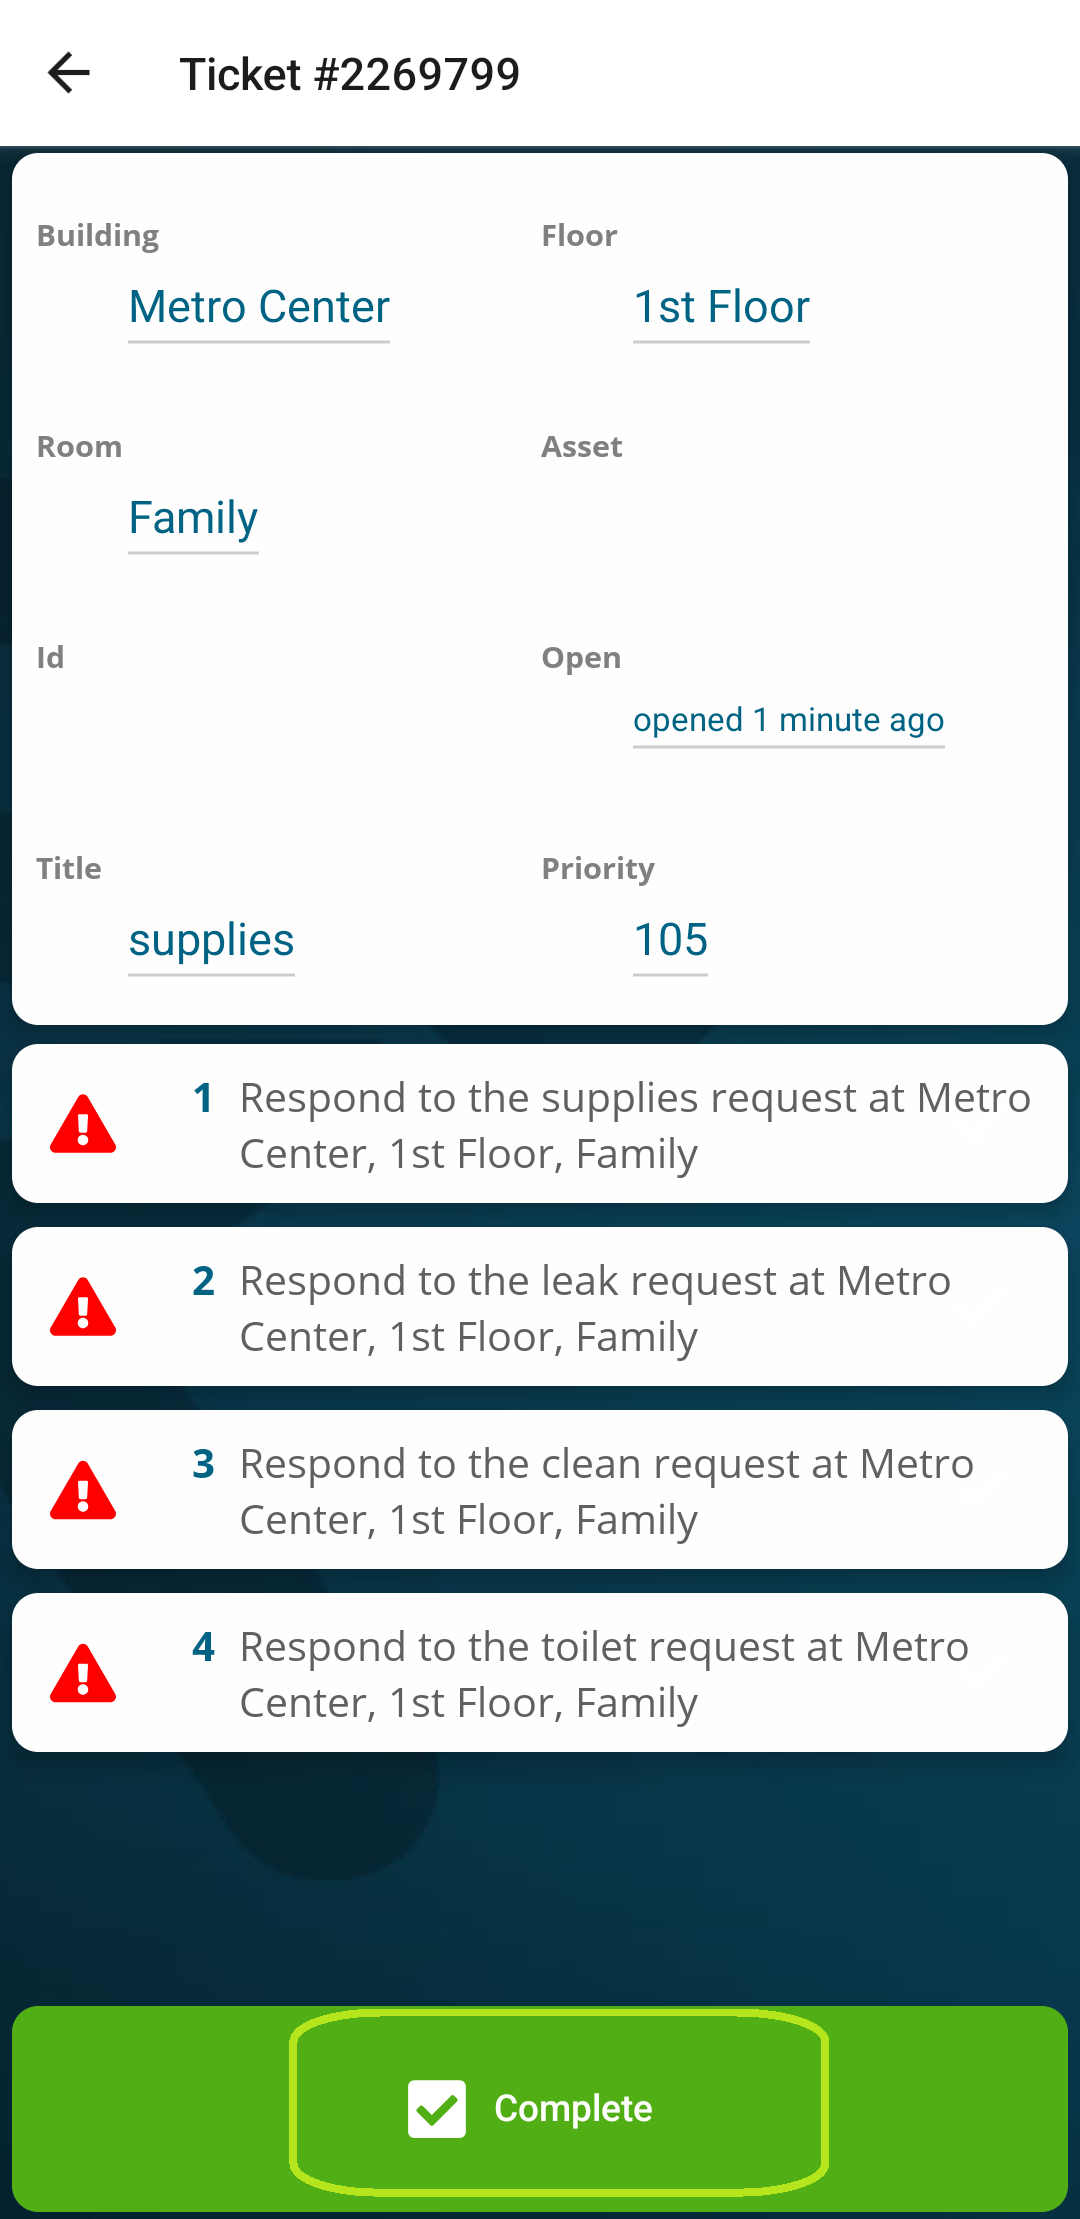 Ticket #2269799
Building
Floor
Metro Center
1st Floor
Room
Asset
Family
Id
Open
opened 1 minute ago
Title
Priority
supplies
105
1 Respond to the supplies request at Metro
Center, 1st Floor, Family
2 Respond to the leak request at Metro
Center, 1st Floor, Family
3 Respond to the clean request at Metro
Center, 1st Floor, Family
4 Respond to the toilet request at Metro
Center, 1st Floor, Family
Complete